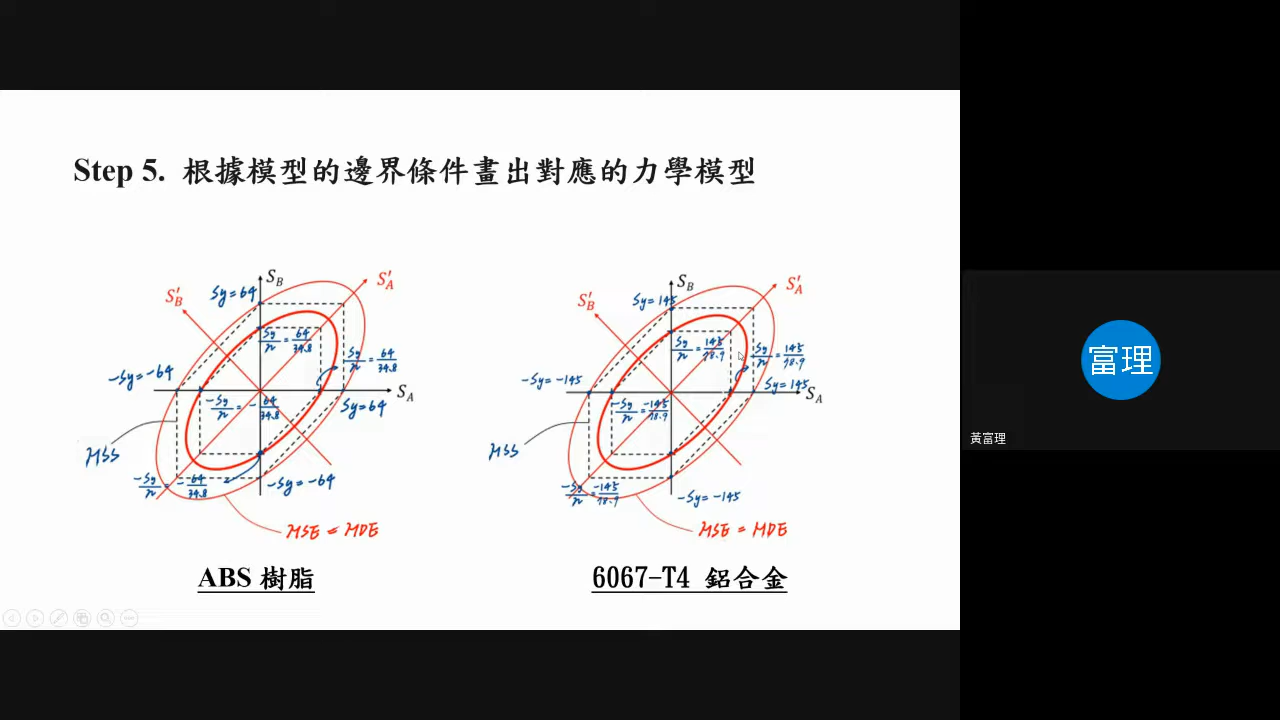 Step 5. 根據模型的邊界條件畫出對應的力學模型
S_B
S'_A
S'_B
Sy = 64
Sy/n = 64/34.8
Sy/n = 64/34.8
-Sy = -64
S_A
-Sy/n = -64/34.8
Sy = 64
MSS
-Sy/n = -64/34.8
-Sy = -64
MSE = MDE
ABS 樹脂
S_B
S'_A
S'_B
Sy = 145
Sy/n = 145/78.9
Sy/n = 145/78.9
-Sy = -145
Sy = 145
S_A
-Sy/n = -145/78.9
MSS
-Sy/n = -145/78.9
-Sy = -145
MSE = MDE
6067-T4 鋁合金
富理
黃富理